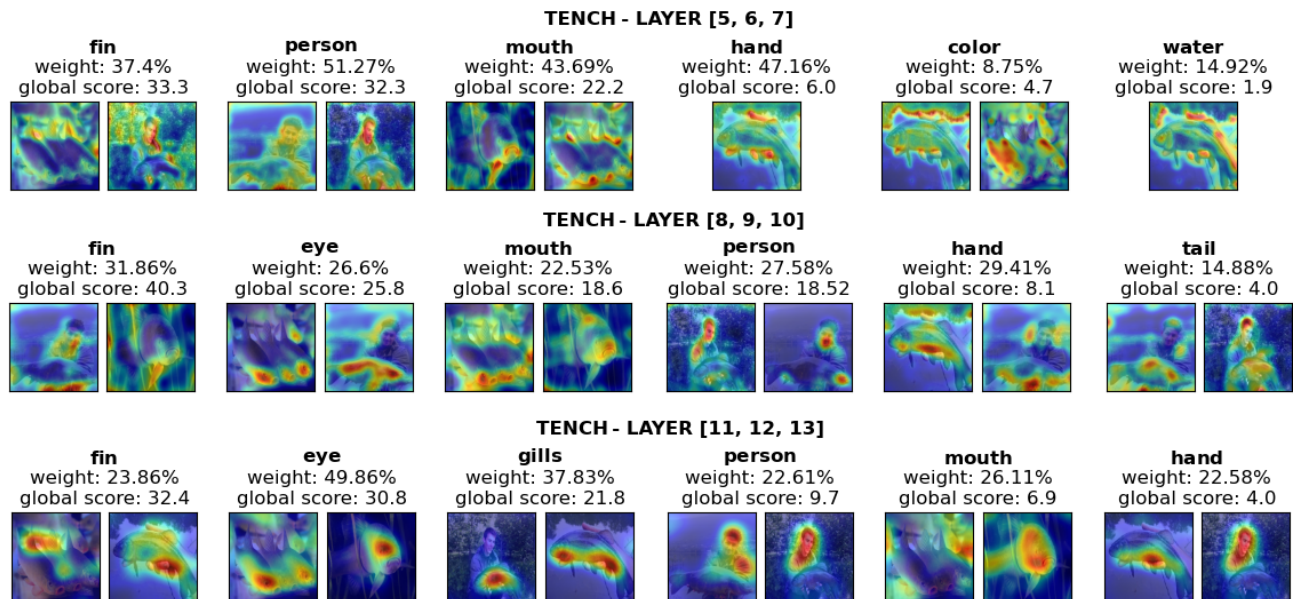 TENCH - LAYER [5, 6, 7]
fin person mouth hand color water
weight: 37.4% weight: 51.27% weight: 43.69% weight: 47.16% weight: 8.75% weight: 14.92%
global score: 33.3 global score: 32.3 global score: 22.2 global score: 6.0 global score: 4.7 global score: 1.9
TENCH - LAYER [8, 9, 10]
fin eye mouth person hand tail
weight: 31.86% weight: 26.6% weight: 22.53% weight: 27.58% weight: 29.41% weight: 14.88%
global score: 40.3 global score: 25.8 global score: 18.6 global score: 18.52 global score: 8.1 global score: 4.0
TENCH - LAYER [11, 12, 13]
fin eye gills person mouth hand
weight: 23.86% weight: 49.86% weight: 37.83% weight: 22.61% weight: 26.11% weight: 22.58%
global score: 32.4 global score: 30.8 global score: 21.8 global score: 9.7 global score: 6.9 global score: 4.0